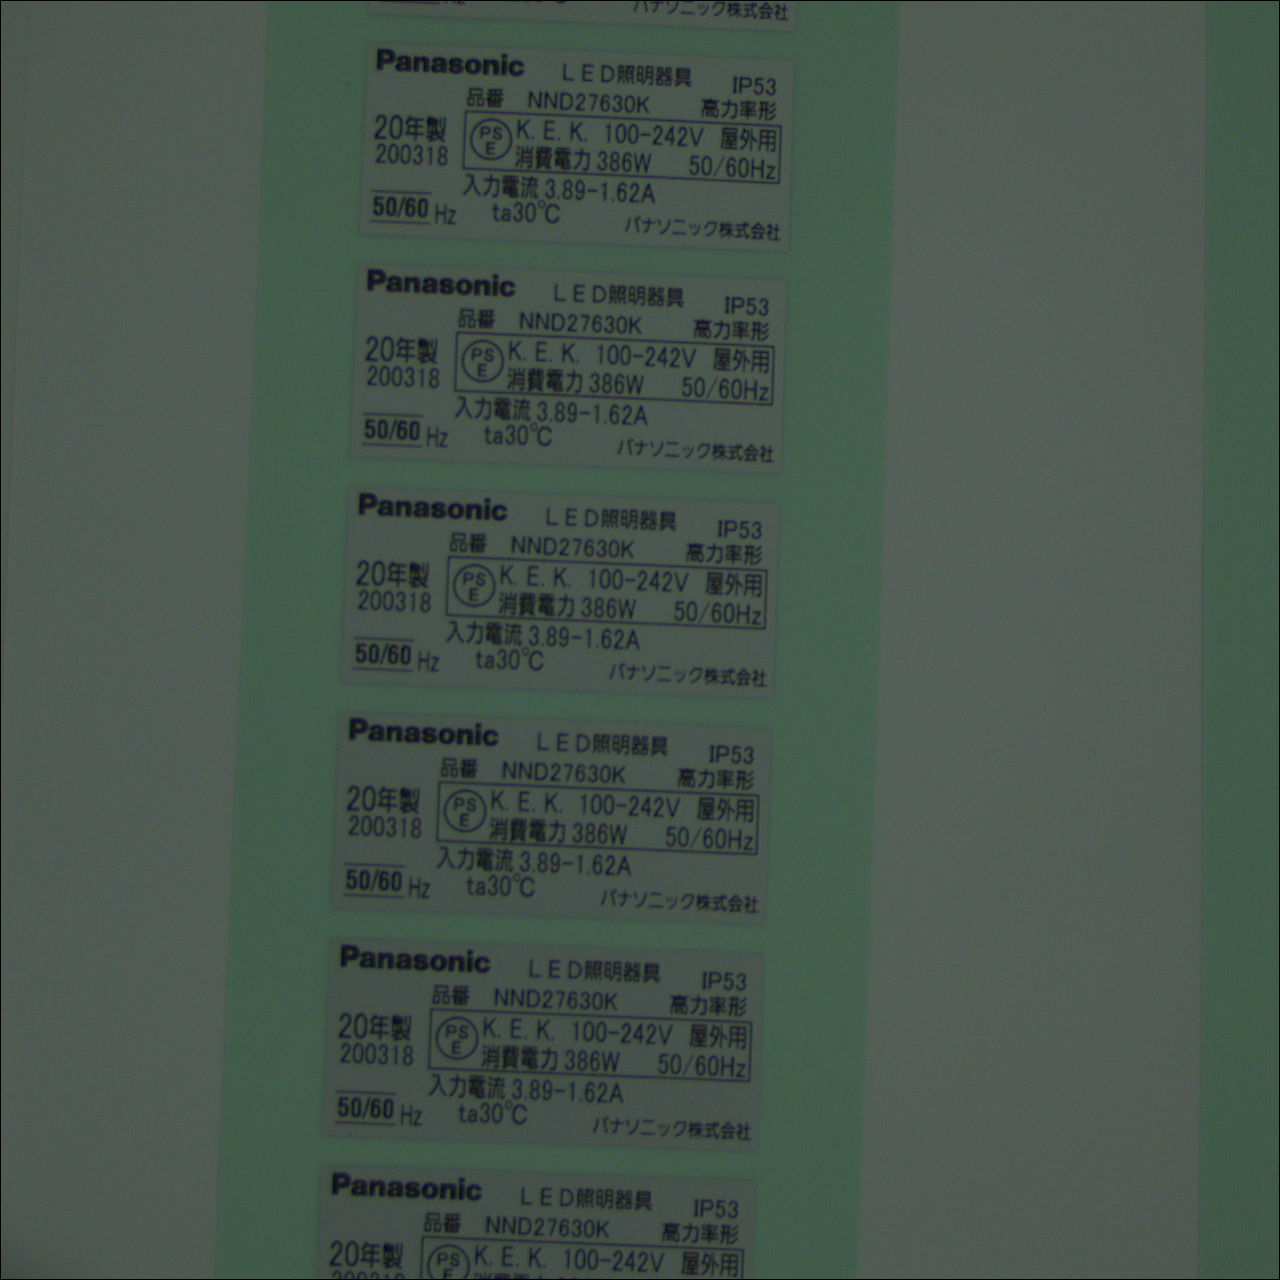 パナソニック株式会社
Panasonic LED照明器具 IP53
品番 NND27630K 高力率形
20年製 PS E K. E. K. 100-242V 屋外用
200318 消費電力 386W 50/60Hz
入力電流 3.89-1.62A
50/60 Hz ta30℃ パナソニック株式会社
Panasonic LED照明器具 IP53
品番 NND27630K 高力率形
20年製 PS E K. E. K. 100-242V 屋外用
200318 消費電力 386W 50/60Hz
入力電流 3.89-1.62A
50/60 Hz ta30℃ パナソニック株式会社
Panasonic LED照明器具 IP53
品番 NND27630K 高力率形
20年製 PS E K. E. K. 100-242V 屋外用
200318 消費電力 386W 50/60Hz
入力電流 3.89-1.62A
50/60 Hz ta30℃ パナソニック株式会社
Panasonic LED照明器具 IP53
品番 NND27630K 高力率形
20年製 PS E K. E. K. 100-242V 屋外用
200318 消費電力 386W 50/60Hz
入力電流 3.89-1.62A
50/60 Hz ta30℃ パナソニック株式会社
Panasonic LED照明器具 IP53
品番 NND27630K 高力率形
20年製 PS E K. E. K. 100-242V 屋外用
200318 消費電力 386W 50/60Hz
入力電流 3.89-1.62A
50/60 Hz ta30℃ パナソニック株式会社
Panasonic LED照明器具 IP53
品番 NND27630K 高力率形
20年製 PS E K. E. K. 100-242V 屋外用